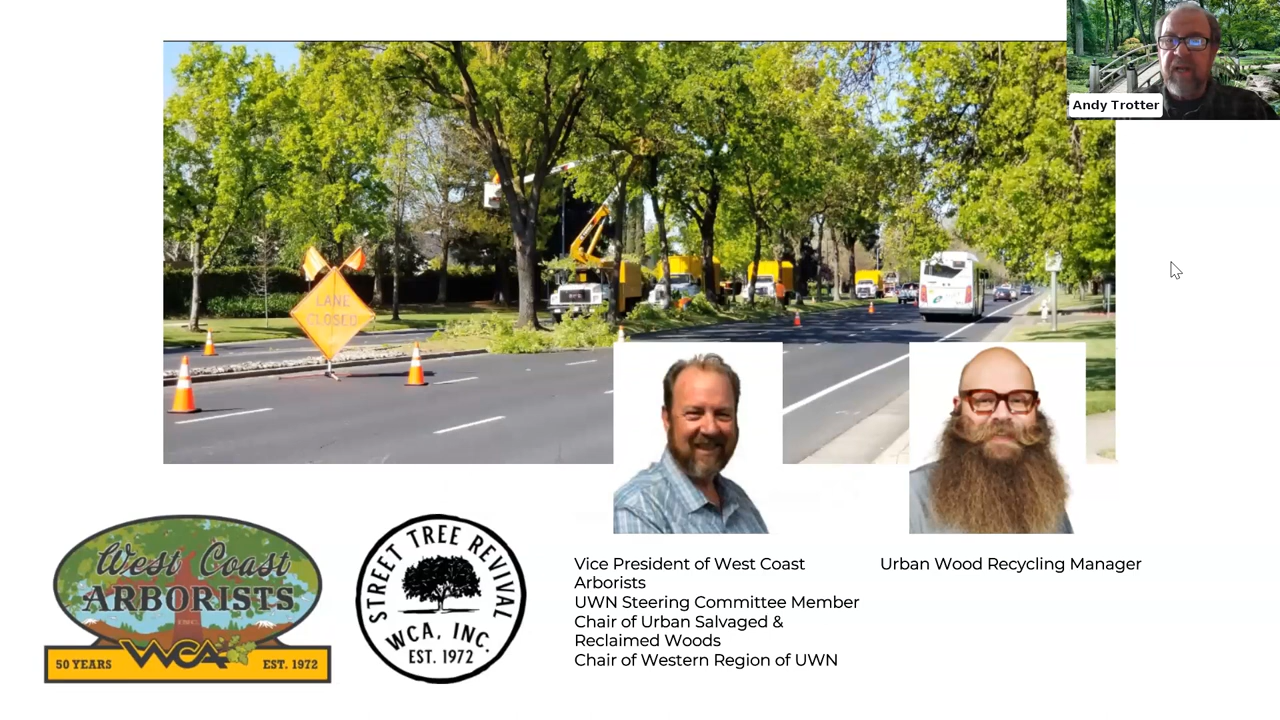 Andy Trotter
LANE
CLOSED
West Coast
ARBORISTS
INC.
WCA
50 YEARS
EST. 1972
STREET TREE REVIVAL
WCA, INC.
EST. 1972
Vice President of West Coast
Arborists
UWN Steering Committee Member
Chair of Urban Salvaged &
Reclaimed Woods
Chair of Western Region of UWN
Urban Wood Recycling Manager